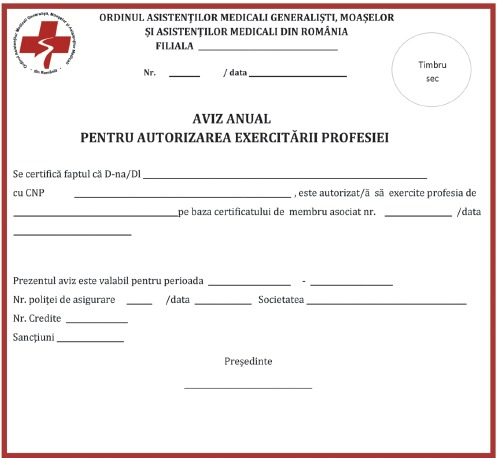 ORDINUL ASISTENȚILOR MEDICALI GENERALIȘTI, MOAȘELOR
ȘI ASISTENȚILOR MEDICALI DIN ROMÂNIA
FILIALA
Nr. / data
Timbru
sec
AVIZ ANUAL
PENTRU AUTORIZAREA EXERCITĂRII PROFESIEI
Se certifică faptul că D-na/Dl
cu CNP , este autorizat/ă să exercite profesia de
pe baza certificatului de membru asociat nr. /data
Prezentul aviz este valabil pentru perioada -
Nr. poliței de asigurare /data Societatea
Nr. Credite
Sancțiuni
Președinte